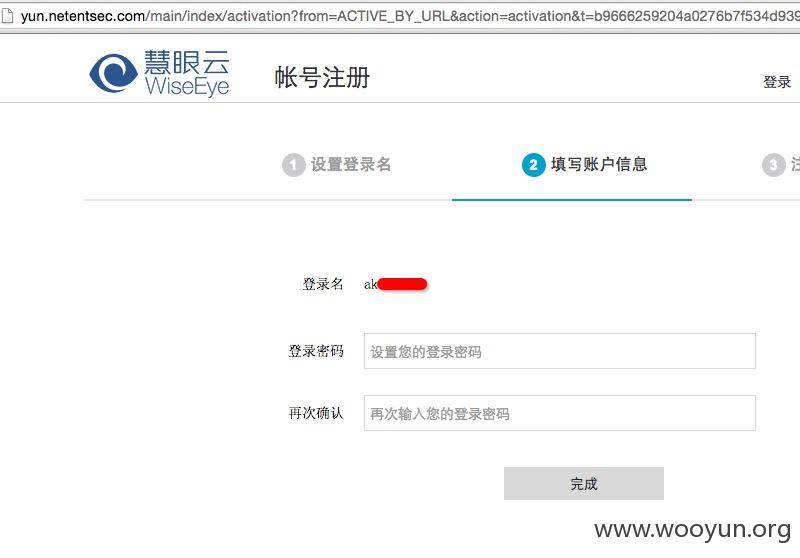 yun.netentsec.com/main/index/activation?from=ACTIVE_BY_URL&action=activation&t=b9666259204a0276b7f534d939
慧眼云
WiseEye
帐号注册
登录
1 设置登录名
2 填写账户信息
3
登录名 ak
登录密码 设置您的登录密码
再次确认 再次输入您的登录密码
完成
www.wooyun.org